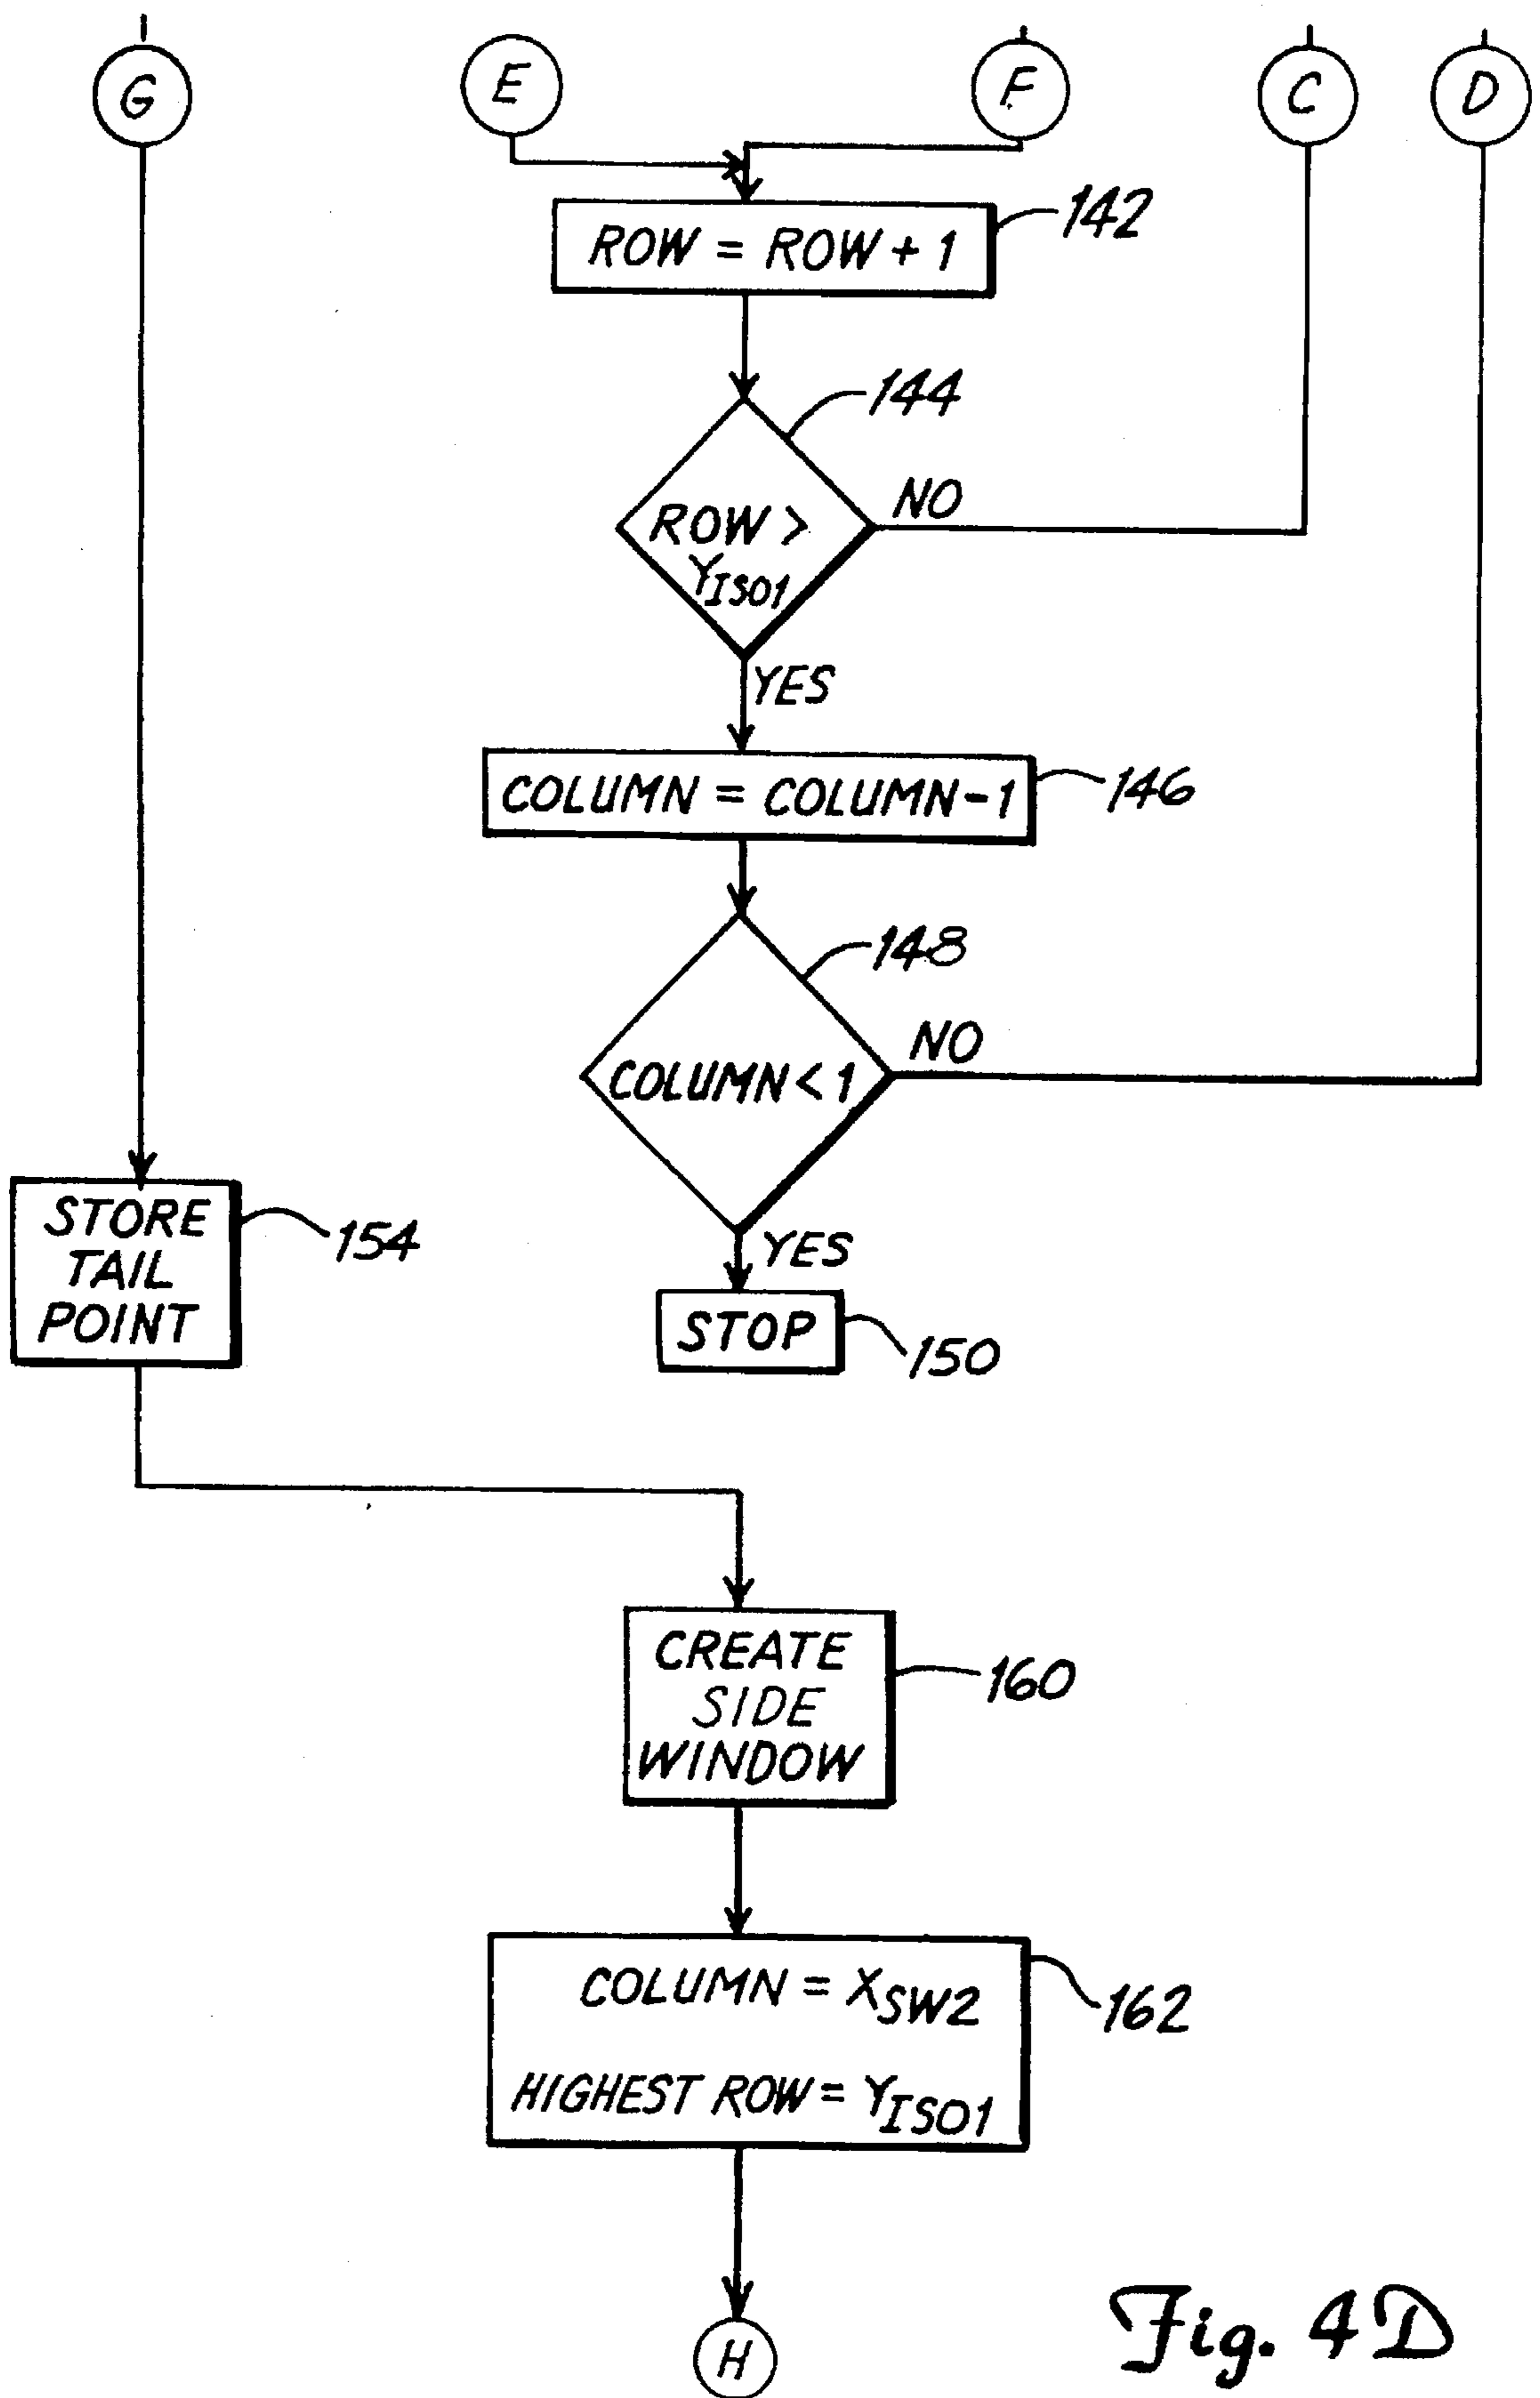 G E F C D
ROW = ROW + 1
142
144
ROW >
YISO1
NO
YES
COLUMN = COLUMN - 1
146
148
COLUMN < 1
NO
YES
STOP
150
STORE
TAIL
POINT
154
CREATE
SIDE
WINDOW
160
COLUMN = XSW2
HIGHEST ROW = YISO1
162
H
Fig. 4D